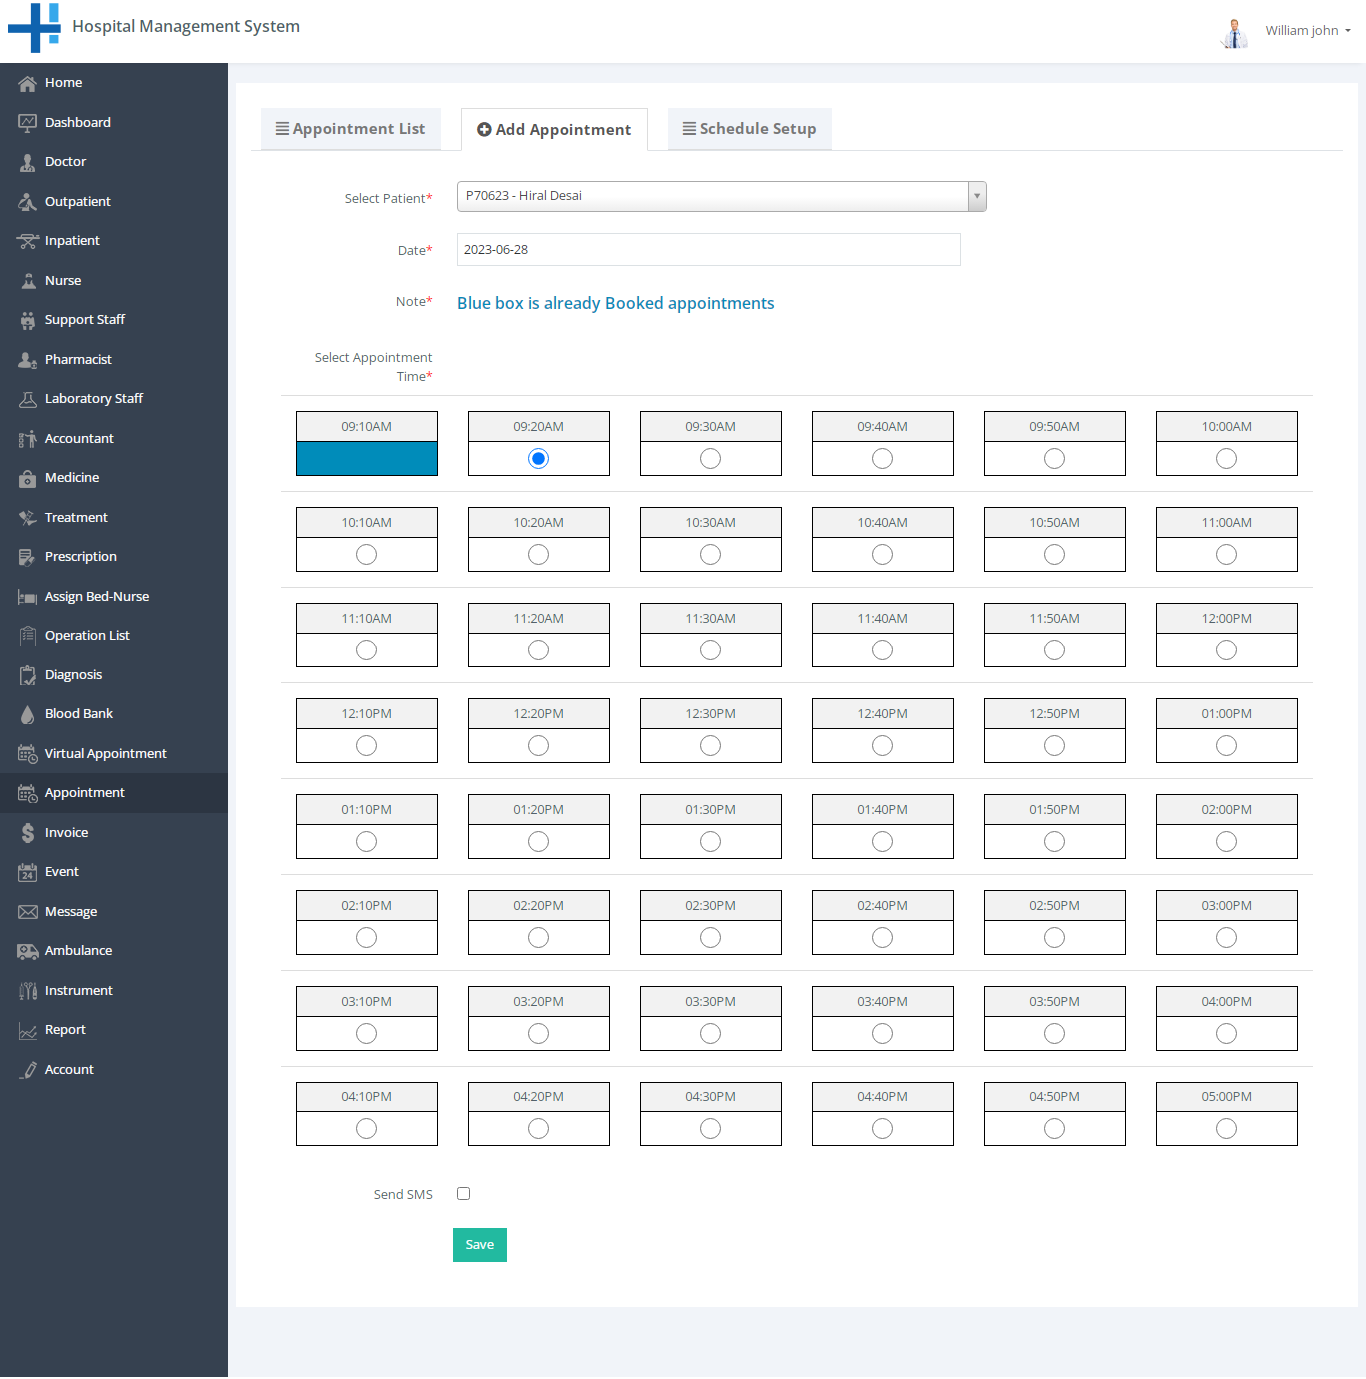 Hospital Management System
William john
Home
Dashboard
Doctor
Outpatient
Inpatient
Nurse
Support Staff
Pharmacist
Laboratory Staff
Accountant
Medicine
Treatment
Prescription
Assign Bed-Nurse
Operation List
Diagnosis
Blood Bank
Virtual Appointment
Appointment
Invoice
24
Event
Message
Ambulance
Instrument
Report
Account
Appointment List
Add Appointment
Schedule Setup
Select Patient* P70623 - Hiral Desai
Date* 2023-06-28
Note* Blue box is already Booked appointments
Select Appointment
Time*
09:10AM 09:20AM 09:30AM 09:40AM 09:50AM 10:00AM
10:10AM 10:20AM 10:30AM 10:40AM 10:50AM 11:00AM
11:10AM 11:20AM 11:30AM 11:40AM 11:50AM 12:00PM
12:10PM 12:20PM 12:30PM 12:40PM 12:50PM 01:00PM
01:10PM 01:20PM 01:30PM 01:40PM 01:50PM 02:00PM
02:10PM 02:20PM 02:30PM 02:40PM 02:50PM 03:00PM
03:10PM 03:20PM 03:30PM 03:40PM 03:50PM 04:00PM
04:10PM 04:20PM 04:30PM 04:40PM 04:50PM 05:00PM
Send SMS
Save